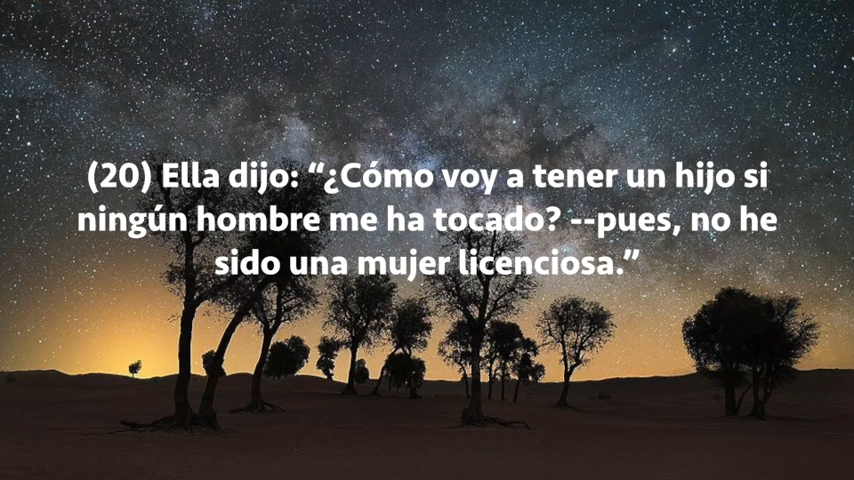 (20) Ella dijo: “¿Cómo voy a tener un hijo si
ningún hombre me ha tocado? --pues, no he
sido una mujer licenciosa.”